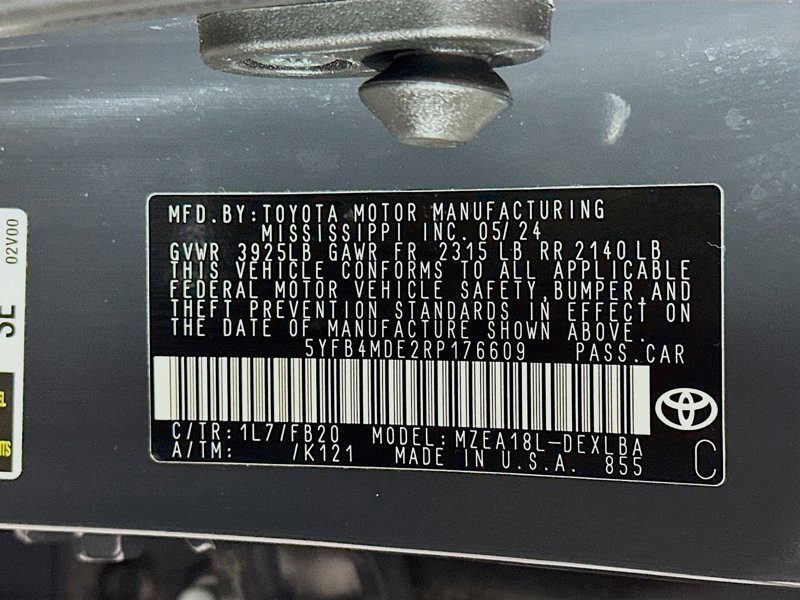 MFD.BY:TOYOTA MOTOR MANUFACTURING
MISSISSIPPI INC. 05/24
GVWR 3925LB GAWR FR 2315 LB RR 2140 LB
THIS VEHICLE CONFORMS TO ALL APPLICABLE
FEDERAL MOTOR VEHICLE SAFETY,BUMPER,AND
THEFT PREVENTION STANDARDS IN EFFECT ON
THE DATE OF MANUFACTURE SHOWN ABOVE.
5YFB4MDE2RP176609 PASS.CAR
C/TR:1L7/FB20 MODEL:MZEA18L-DEXLBA
A/TM: /K121 MADE IN U.S.A. 855
C
02V00
SE